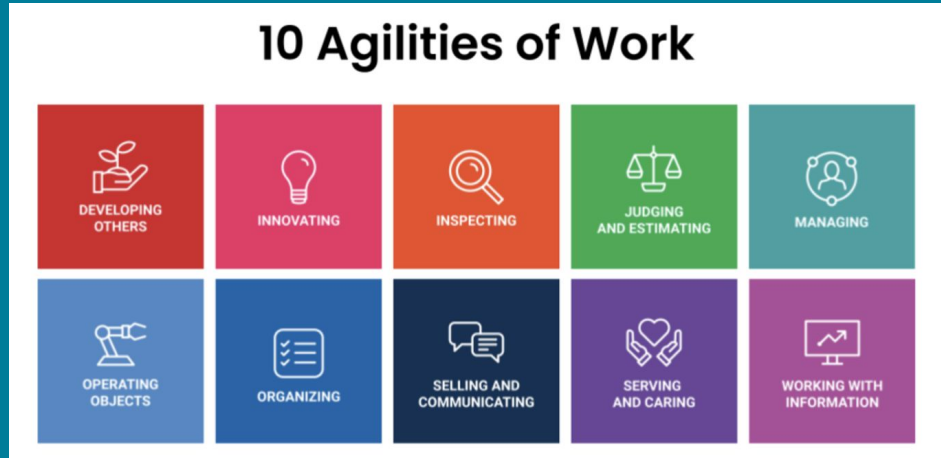 10 Agilities of Work
DEVELOPING
OTHERS
INNOVATING
INSPECTING
JUDGING
AND ESTIMATING
MANAGING
OPERATING
OBJECTS
ORGANIZING
SELLING AND
COMMUNICATING
SERVING
AND CARING
WORKING WITH
INFORMATION